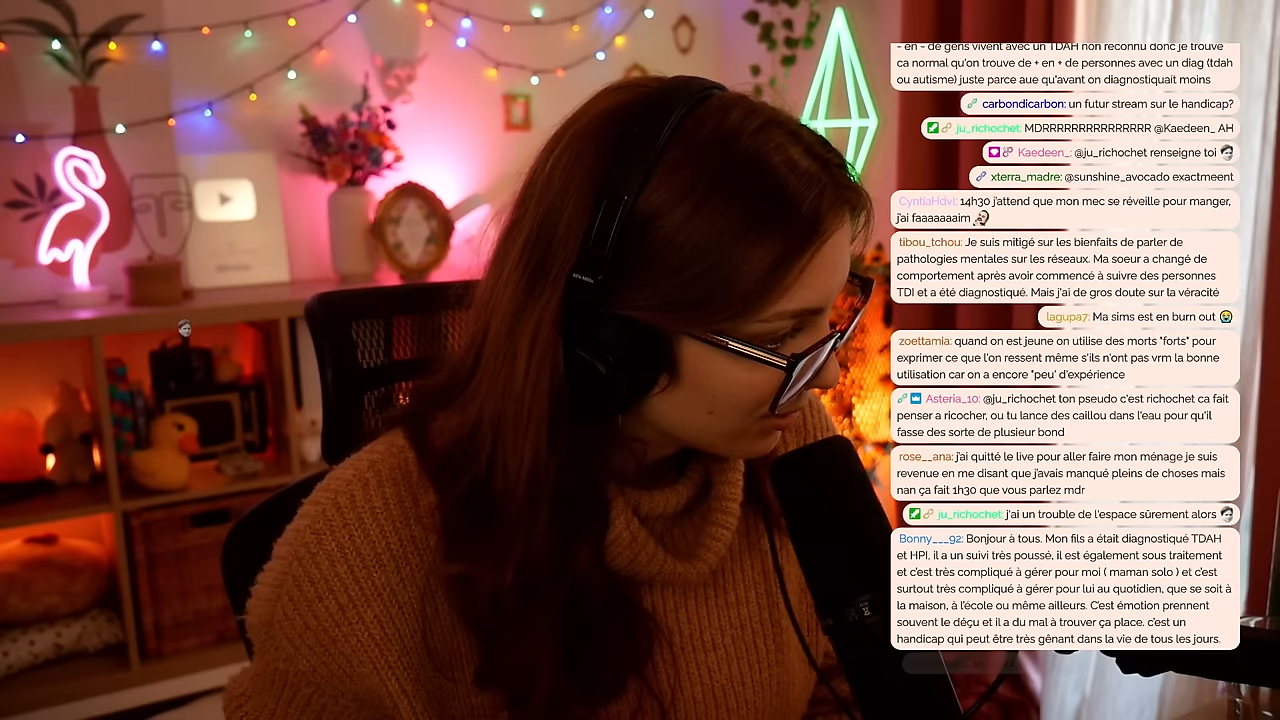 - en - de gens vivent avec un TDAH non reconnu donc je trouve
ca normal qu'on trouve de + en + de personnes avec un diag (tdah
ou autisme) juste parce aue qu'avant on diagnostiquait moins
carbondicarbon: un futur stream sur le handicap?
ju_richochet: MDRRRRRRRRRRRRRRR @Kaedeen_ AH
Kaedeen_: @ju_richochet renseigne toi
xterra_madre: @sunshine_avocado exactmeent
CyntiaHdvl: 14h30 j'attend que mon mec se réveille pour manger,
j'ai faaaaaaaim
tibou_tchou: Je suis mitigé sur les bienfaits de parler de
pathologies mentales sur les réseaux. Ma soeur a changé de
comportement après avoir commencé à suivre des personnes
TDI et a été diagnostiqué. Mais j'ai de gros doute sur la véracité
lagupa7: Ma sims est en burn out
zoettamia: quand on est jeune on utilise des morts "forts" pour
exprimer ce que l'on ressent même s'ils n'ont pas vrm la bonne
utilisation car on a encore "peu' d'expérience
Asteria_10: @ju_richochet ton pseudo c'est richochet ca fait
penser a ricocher, ou tu lance des caillou dans l'eau pour qu'il
fasse des sorte de plusieur bond
rose__ana: j'ai quitté le live pour aller faire mon ménage je suis
revenue en me disant que j'avais manqué pleins de choses mais
nan ça fait 1h30 que vous parlez mdr
ju_richochet: j'ai un trouble de l'espace sûrement alors
Bonny___92: Bonjour à tous. Mon fils a était diagnostiqué TDAH
et HPI, il a un suivi très poussé, il est également sous traitement
et c'est très compliqué à gérer pour moi ( maman solo ) et c'est
surtout très compliqué à gérer pour lui au quotidien, que se soit à
la maison, à l'école ou même ailleurs. C'est émotion prennent
souvent le déçu et il a du mal à trouver ça place. c'est un
handicap qui peut être très gênant dans la vie de tous les jours.